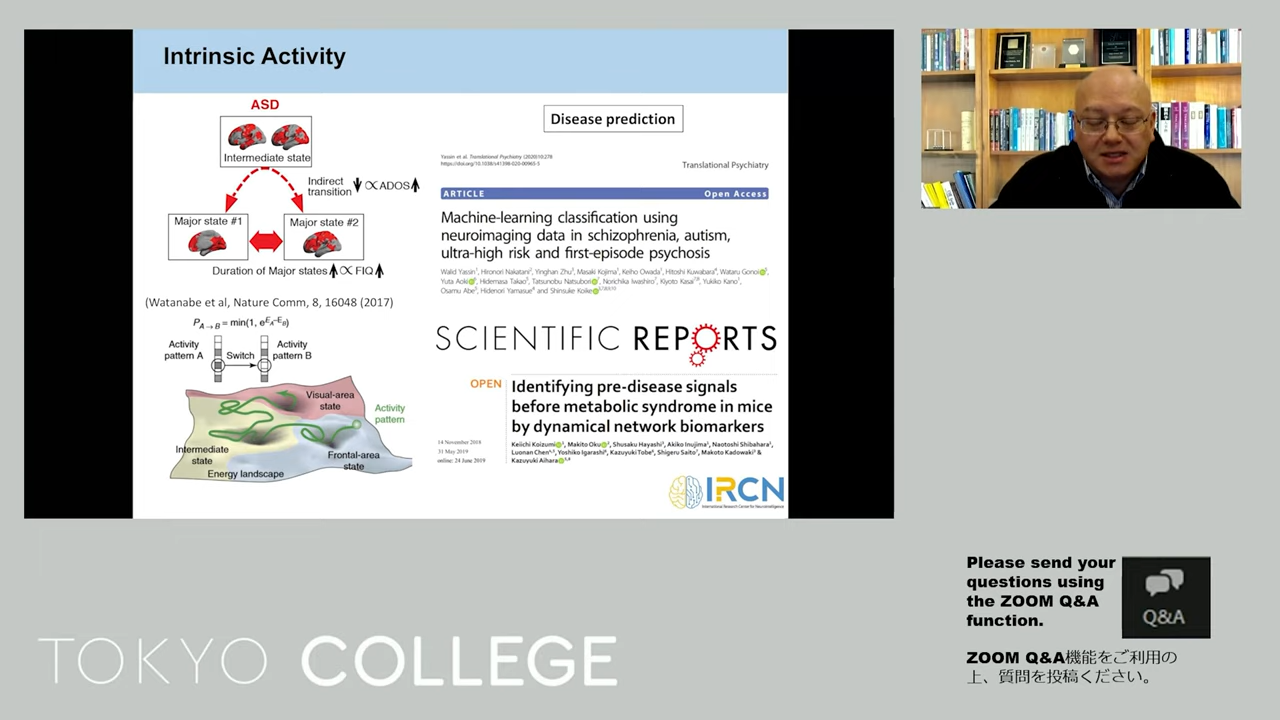 Intrinsic Activity
ASD
Intermediate state
Indirect
transition ∝ADOS
Major state #1
Major state #2
Duration of Major states ∝ FIQ
(Watanabe et al, Nature Comm, 8, 16048 (2017)
P A→B = min(1, e^E_A–E_B)
Activity
pattern A
Switch
Activity
pattern B
Visual-area
state
Activity
pattern
Intermediate
state
Frontal-area
state
Energy landscape
Disease prediction
Yassin et al. Translational Psychiatry (2020)10:278
https://doi.org/10.1038/s41398-020-00965-5
Translational Psychiatry
ARTICLE
Open Access
Machine-learning classification using
neuroimaging data in schizophrenia, autism,
ultra-high risk and first-episode psychosis
Walid Yassin, Hironori Nakatani, Yinghan Zhu, Masaki Kojima, Keiho Owada, Hitoshi Kuwabara, Wataru Gonoi,
Yuta Aoki, Hidemasa Takao, Tatsunobu Natsubori, Norichika Iwashiro, Kiyoto Kasai, Yukiko Kano,
Osamu Abe, Hidenori Yamasue and Shinsuke Koike
SCIENTIFIC REPORTS
OPEN
Identifying pre-disease signals
before metabolic syndrome in mice
by dynamical network biomarkers
14 November 2018
31 May 2019
online: 24 June 2019
Keiichi Koizumi, Makito Oku, Shusaku Hayashi, Akiko Inujima, Naotoshi Shibahara,
Luonan Chen, Yoshiko Igarashi, Kazuyuki Tobe, Shigeru Saito, Makoto Kadowaki &
Kazuyuki Aihara
IRCN
International Research Center for Neurointelligence
Please send your
questions using
the ZOOM Q&A
function.
Q&A
ZOOM Q&A機能をご利用の
上、質問を投稿ください。
TOKYO COLLEGE